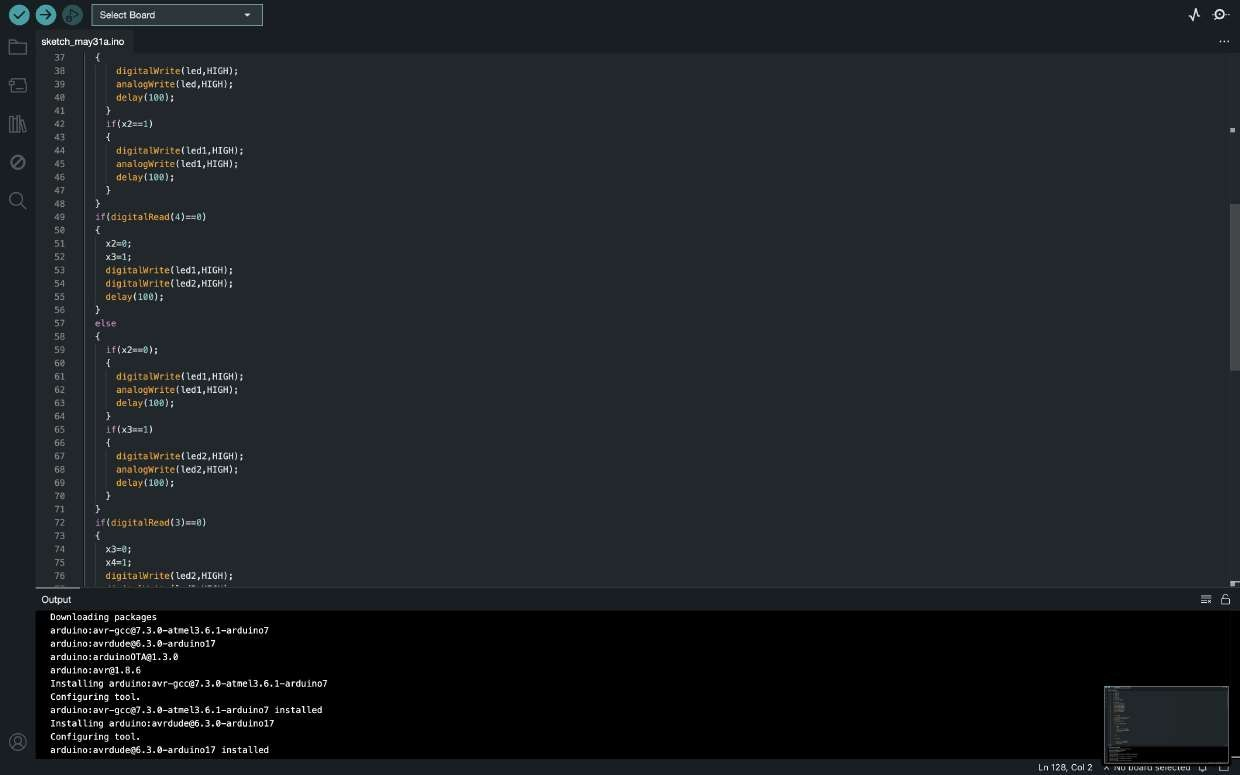 Select Board
sketch_may31a.ino
37 {
38 digitalWrite(led,HIGH);
39 analogWrite(led,HIGH);
40 delay(100);
41 }
42 if(x2==1)
43 {
44 digitalWrite(led1,HIGH);
45 analogWrite(led1,HIGH);
46 delay(100);
47 }
48 }
49 if(digitalRead(4)==0)
50 {
51 x2=0;
52 x3=1;
53 digitalWrite(led1,HIGH);
54 digitalWrite(led2,HIGH);
55 delay(100);
56 }
57 else
58 {
59 if(x2==0);
60 {
61 digitalWrite(led1,HIGH);
62 analogWrite(led1,HIGH);
63 delay(100);
64 }
65 if(x3==1)
66 {
67 digitalWrite(led2,HIGH);
68 analogWrite(led2,HIGH);
69 delay(100);
70 }
71 }
72 if(digitalRead(3)==0)
73 {
74 x3=0;
75 x4=1;
76 digitalWrite(led2,HIGH);
Output
Downloading packages
arduino:avr-gcc@7.3.0-atmel3.6.1-arduino7
arduino:avrdude@6.3.0-arduino17
arduino:arduinoOTA@1.3.0
arduino:avr@1.8.6
Installing arduino:avr-gcc@7.3.0-atmel3.6.1-arduino7
Configuring tool.
arduino:avr-gcc@7.3.0-atmel3.6.1-arduino7 installed
Installing arduino:avrdude@6.3.0-arduino17
Configuring tool.
arduino:avrdude@6.3.0-arduino17 installed
Ln 128, Col 2 × No board selected